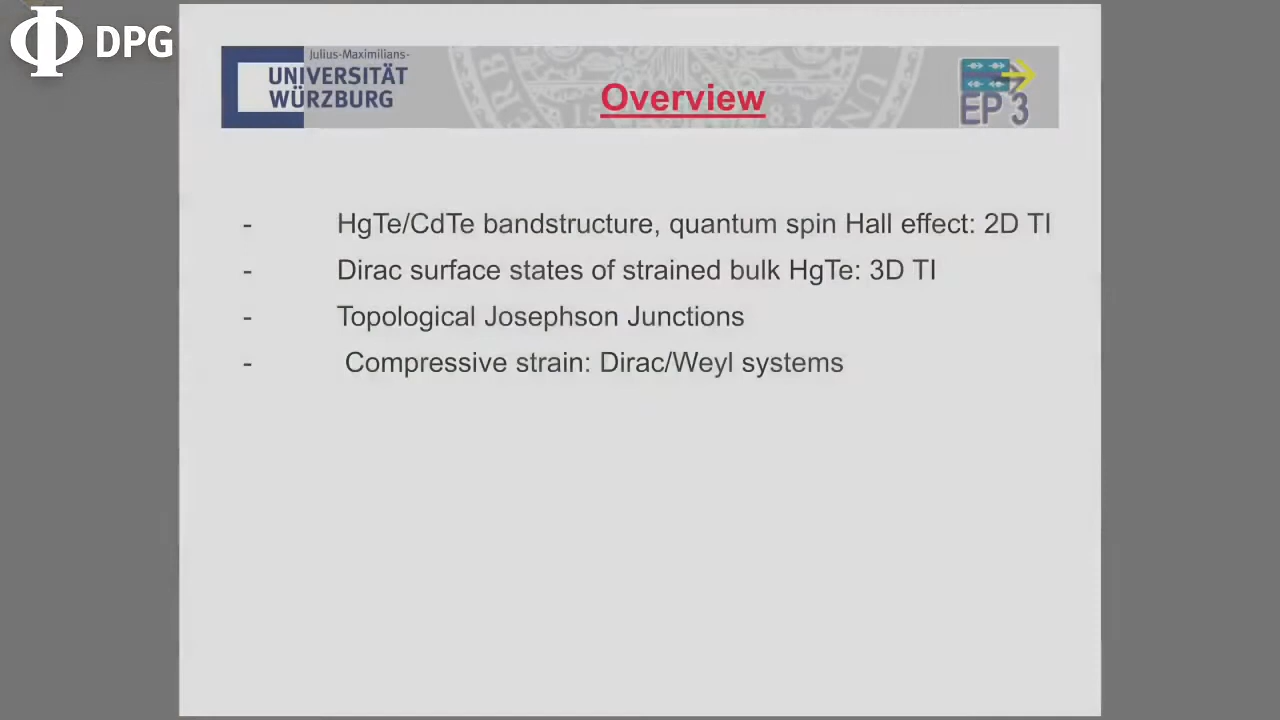 DPG
Julius-Maximilians-
UNIVERSITÄT
WÜRZBURG
Overview
EP 3
- HgTe/CdTe bandstructure, quantum spin Hall effect: 2D TI
- Dirac surface states of strained bulk HgTe: 3D TI
- Topological Josephson Junctions
- Compressive strain: Dirac/Weyl systems